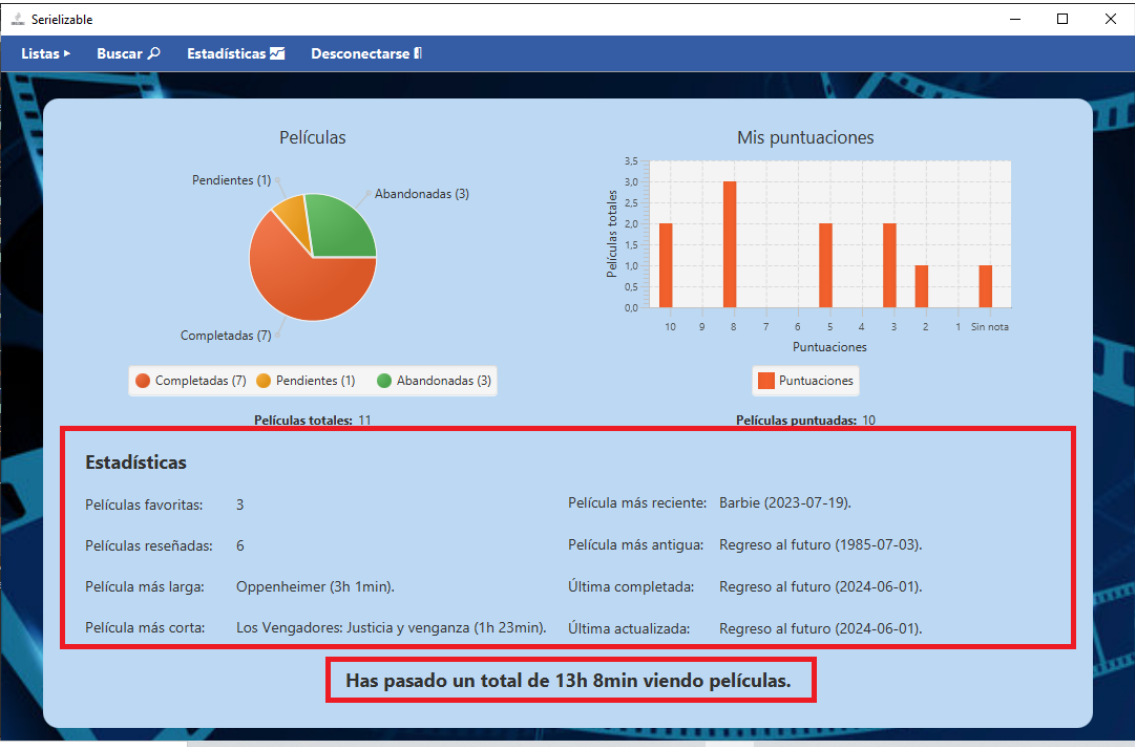 Serielizable
Listas Buscar Estadísticas Desconectarse
Películas
Pendientes (1)
Abandonadas (3)
Completadas (7)
Completadas (7) Pendientes (1) Abandonadas (3)
Películas totales: 11
Mis puntuaciones
Películas totales
3,5
3,0
2,5
2,0
1,5
1,0
0,5
0,0
10 9 8 7 6 5 4 3 2 1 Sin nota
Puntuaciones
Puntuaciones
Películas puntuadas: 10
Estadísticas
Películas favoritas: 3
Películas reseñadas: 6
Película más larga: Oppenheimer (3h 1min).
Película más corta: Los Vengadores: Justicia y venganza (1h 23min).
Película más reciente: Barbie (2023-07-19).
Película más antigua: Regreso al futuro (1985-07-03).
Última completada: Regreso al futuro (2024-06-01).
Última actualizada: Regreso al futuro (2024-06-01).
Has pasado un total de 13h 8min viendo películas.